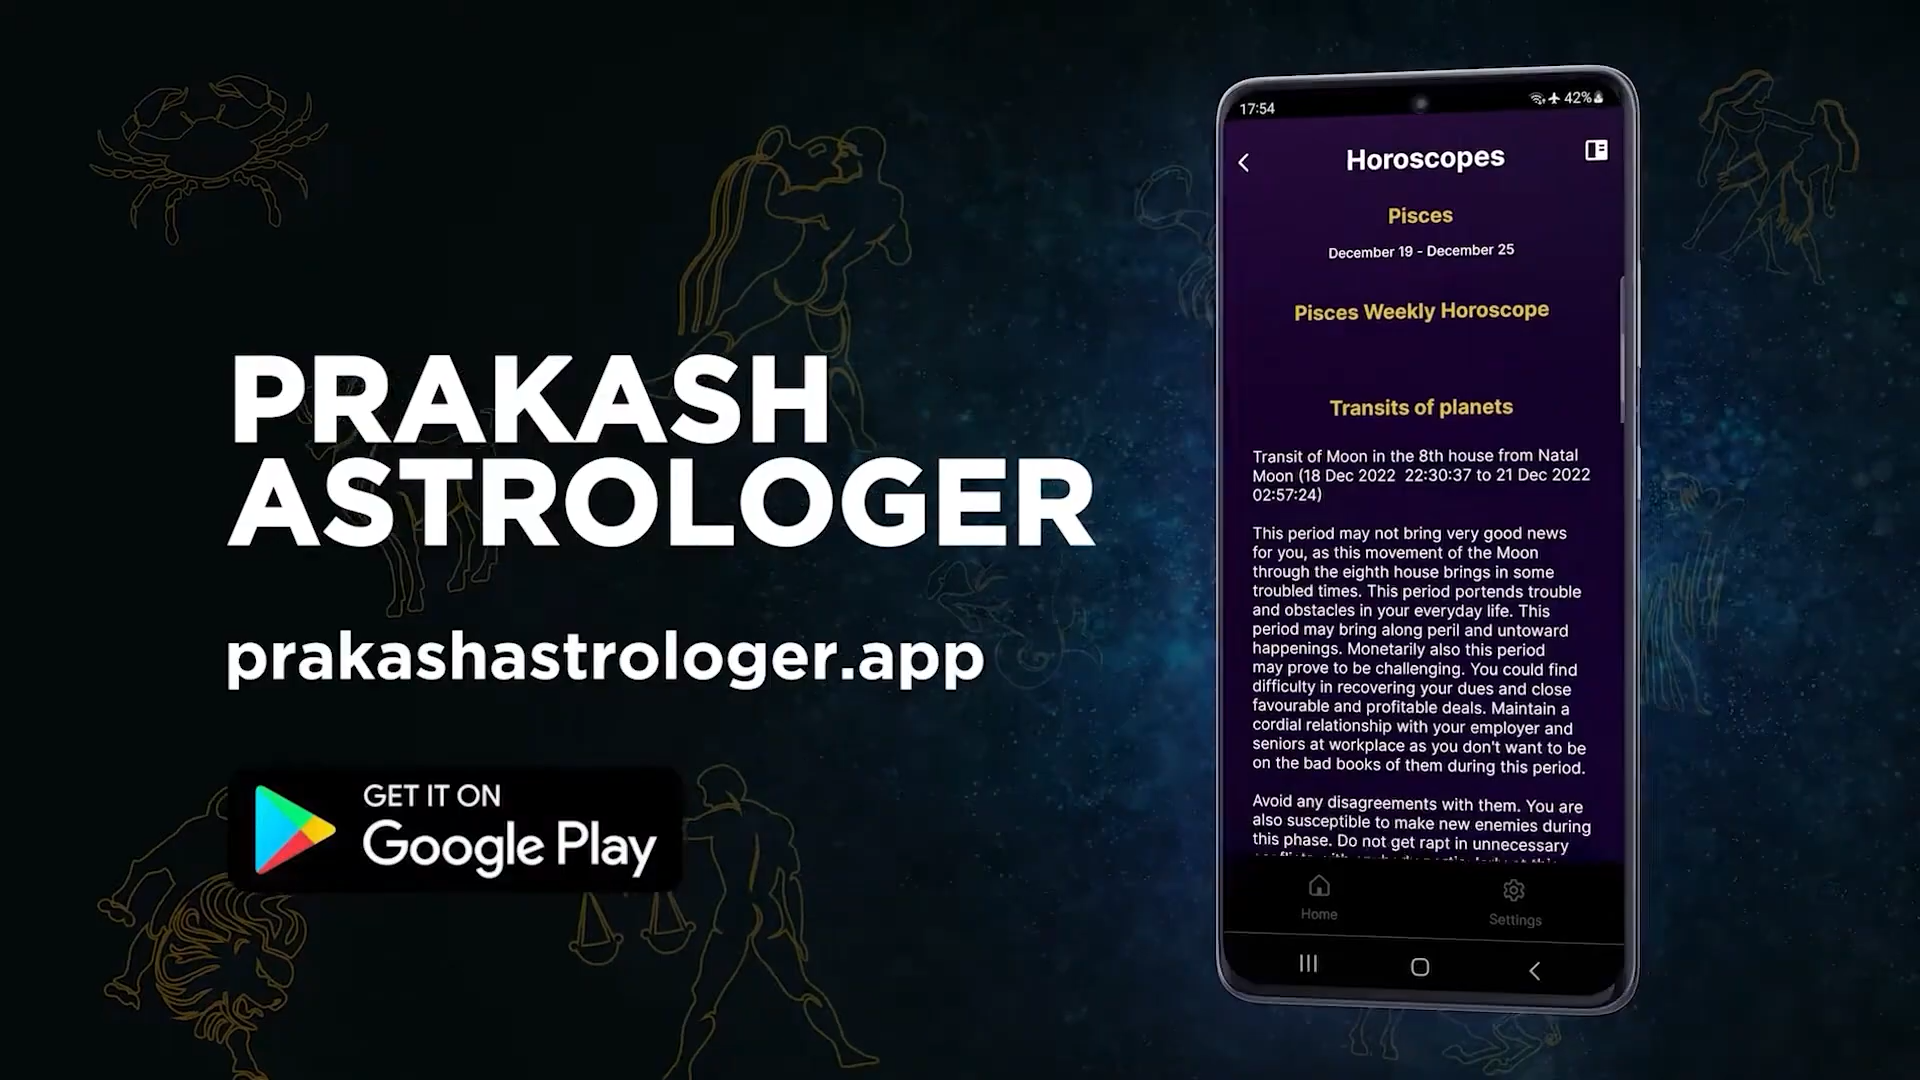 PRAKASH
ASTROLOGER
prakashastrologer.app
GET IT ON
Google Play
17:54
42%
Horoscopes
Pisces
December 19 - December 25
Pisces Weekly Horoscope
Transits of planets
Transit of Moon in the 8th house from Natal
Moon (18 Dec 2022 22:30:37 to 21 Dec 2022
02:57:24)
This period may not bring very good news
for you, as this movement of the Moon
through the eighth house brings in some
troubled times. This period portends trouble
and obstacles in your everyday life. This
period may bring along peril and untoward
happenings. Monetarily also this period
may prove to be challenging. You could find
difficulty in recovering your dues and close
favourable and profitable deals. Maintain a
cordial relationship with your employer and
seniors at workplace as you don't want to be
on the bad books of them during this period.
Avoid any disagreements with them. You are
also susceptible to make new enemies during
this phase. Do not get rapt in unnecessary
Home
Settings